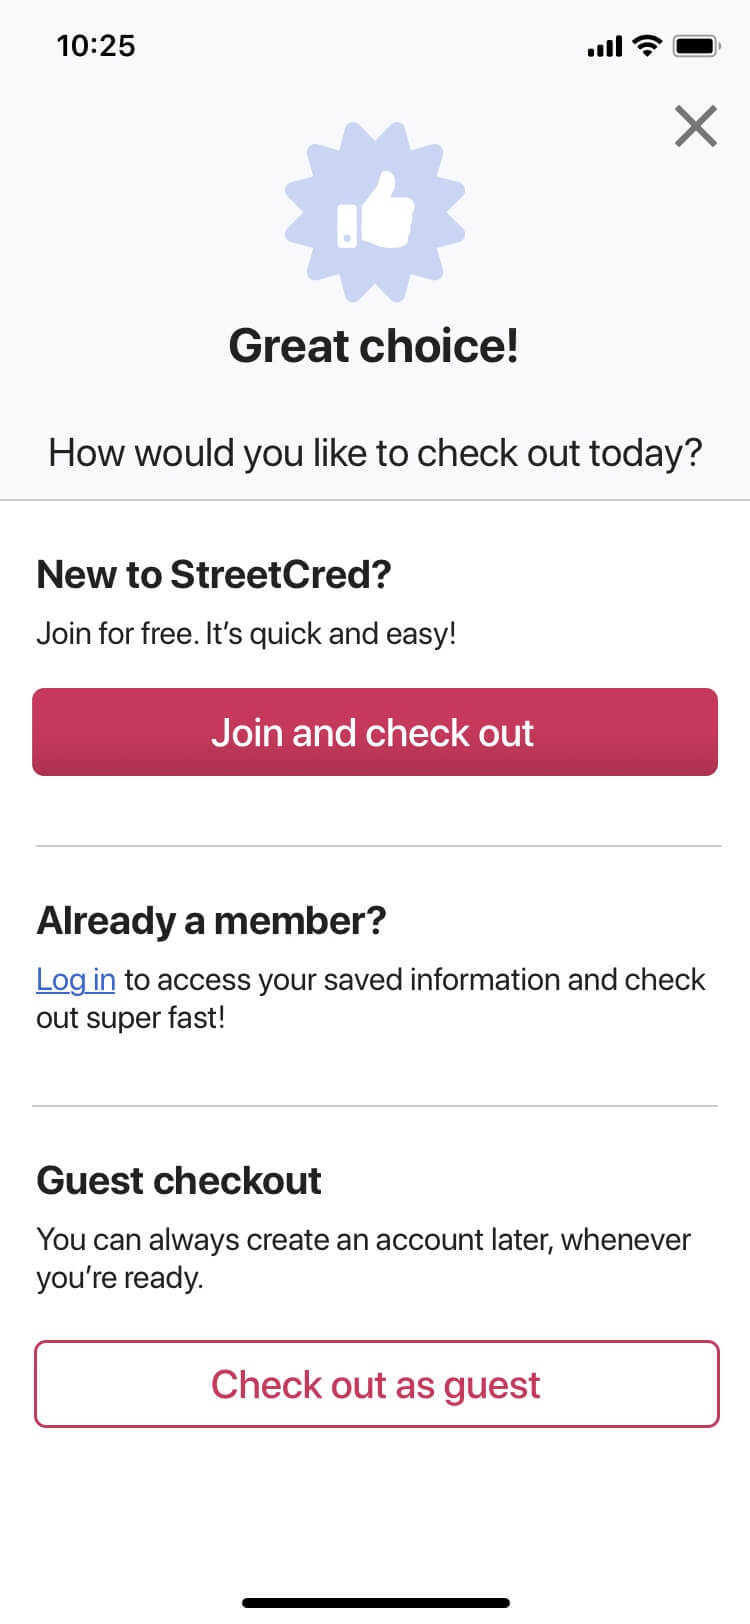 10:25
Great choice!
How would you like to check out today?
New to StreetCred?
Join for free. It’s quick and easy!
Join and check out
Already a member?
Log in to access your saved information and check
out super fast!
Guest checkout
You can always create an account later, whenever
you’re ready.
Check out as guest